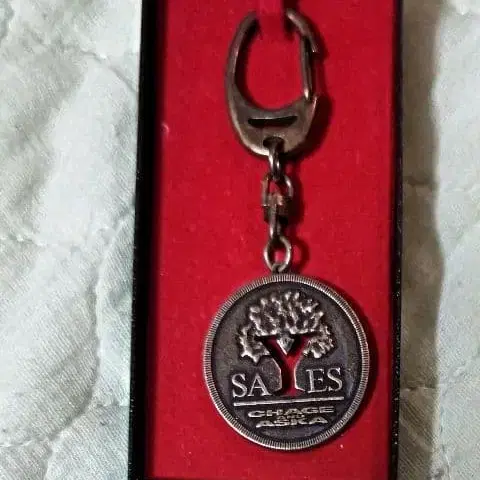 SAYES
CHAGE
AND
ASKA